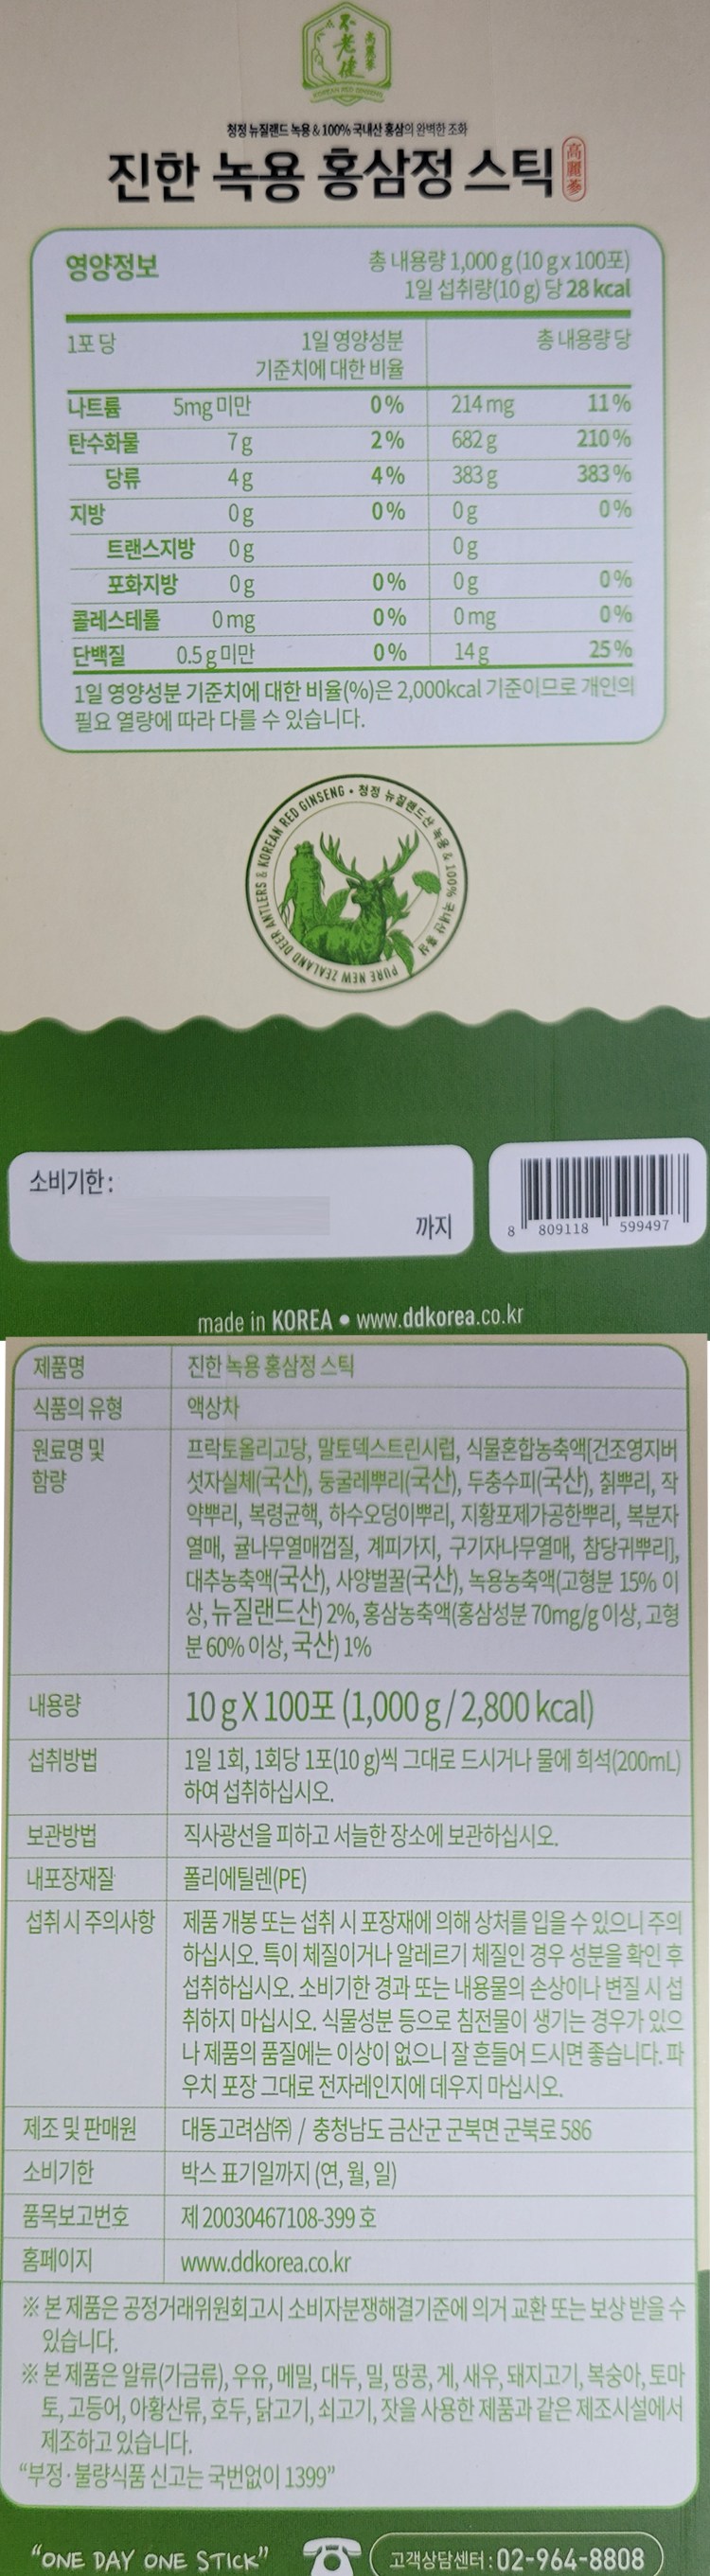 不老健 高麗蔘
KOREAN RED GINSENG
청정 뉴질랜드 녹용 & 100% 국내산 홍삼의 완벽한 조화
진한 녹용 홍삼정 스틱 高麗蔘
영양정보 총 내용량 1,000 g (10 g x 100포)
1일 섭취량(10 g) 당 28 kcal
1포 당 1일 영양성분 기준치에 대한 비율 총 내용량 당
나트륨 5mg 미만 0% 214 mg 11%
탄수화물 7g 2% 682 g 210%
당류 4g 4% 383 g 383%
지방 0g 0% 0g 0%
트랜스지방 0g 0g
포화지방 0g 0% 0g 0%
콜레스테롤 0 mg 0% 0 mg 0%
단백질 0.5 g 미만 0% 14 g 25%
1일 영양성분 기준치에 대한 비율(%)은 2,000kcal 기준이므로 개인의
필요 열량에 따라 다를 수 있습니다.
PURE NEW ZEALAND DEER ANTLERS & KOREAN RED GINSENG • 청정 뉴질랜드산 녹용 & 100% 국내산 홍삼
소비기한 :
까지
8 809118 599497
made in KOREA • www.ddkorea.co.kr
제품명 진한 녹용 홍삼정 스틱
식품의 유형 액상차
원료명 및 함량 프락토올리고당, 말토덱스트린시럽, 식물혼합농축액[건조영지버
섯자실체(국산), 둥굴레뿌리(국산), 두충수피(국산), 칡뿌리, 작
약뿌리, 복령균핵, 하수오덩이뿌리, 지황포제가공한뿌리, 복분자
열매, 귤나무열매껍질, 계피가지, 구기자나무열매, 참당귀뿌리],
대추농축액(국산), 사양벌꿀(국산), 녹용농축액(고형분 15% 이
상, 뉴질랜드산) 2%, 홍삼농축액(홍삼성분 70mg/g 이상, 고형
분 60% 이상, 국산) 1%
내용량 10 g X 100포 (1,000 g / 2,800 kcal)
섭취방법 1일 1회, 1회당 1포(10 g)씩 그대로 드시거나 물에 희석(200mL)
하여 섭취하십시오.
보관방법 직사광선을 피하고 서늘한 장소에 보관하십시오.
내포장재질 폴리에틸렌(PE)
섭취 시 주의사항 제품 개봉 또는 섭취 시 포장재에 의해 상처를 입을 수 있으니 주의
하십시오. 특이 체질이거나 알레르기 체질인 경우 성분을 확인 후
섭취하십시오. 소비기한 경과 또는 내용물의 손상이나 변질 시 섭
취하지 마십시오. 식물성분 등으로 침전물이 생기는 경우가 있으
나 제품의 품질에는 이상이 없으니 잘 흔들어 드시면 좋습니다. 파
우치 포장 그대로 전자레인지에 데우지 마십시오.
제조 및 판매원 대동고려삼㈜ / 충청남도 금산군 군북면 군북로 586
소비기한 박스 표기일까지 (연, 월, 일)
품목보고번호 제 20030467108-399 호
홈페이지 www.ddkorea.co.kr
※ 본 제품은 공정거래위원회고시 소비자분쟁해결기준에 의거 교환 또는 보상 받을 수
있습니다.
※ 본 제품은 알류(가금류), 우유, 메밀, 대두, 밀, 땅콩, 게, 새우, 돼지고기, 복숭아, 토마
토, 고등어, 아황산류, 호두, 닭고기, 쇠고기, 잣을 사용한 제품과 같은 제조시설에서
제조하고 있습니다.
“부정·불량식품 신고는 국번없이 1399”
“ONE DAY ONE STICK” 고객상담센터 : 02-964-8808